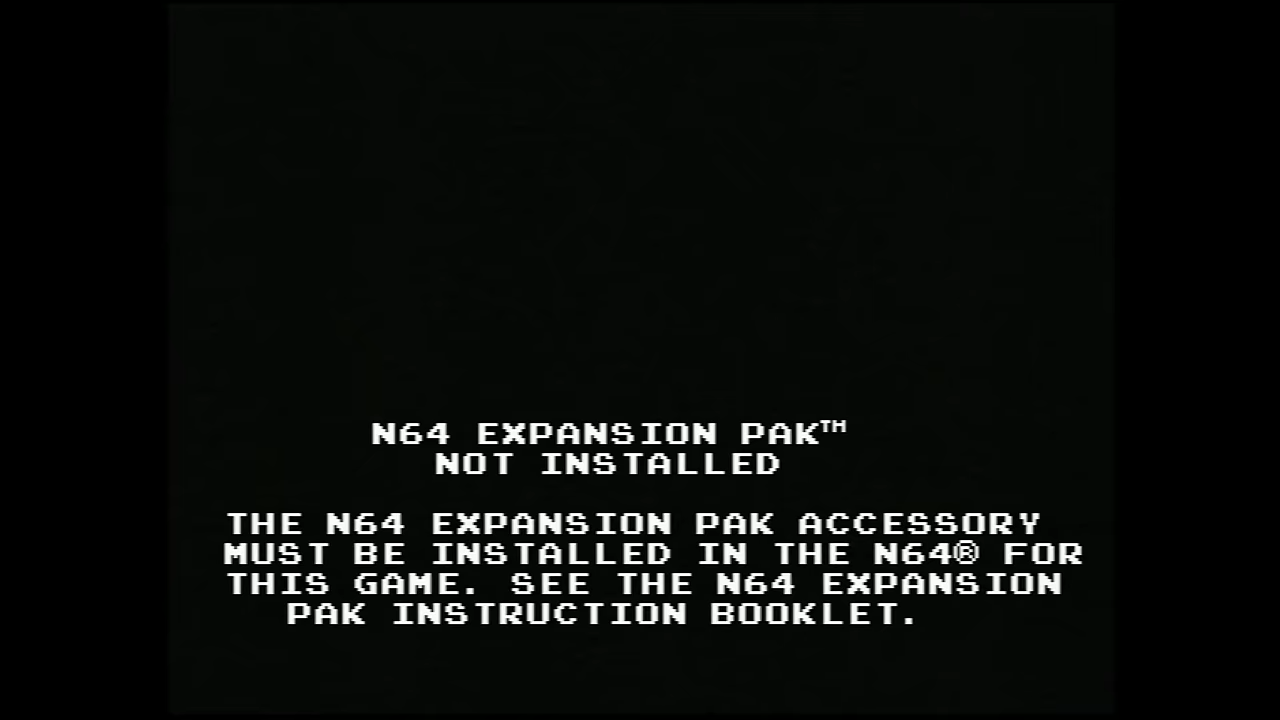 N64 EXPANSION PAK™
NOT INSTALLED
THE N64 EXPANSION PAK ACCESSORY
MUST BE INSTALLED IN THE N64® FOR
THIS GAME. SEE THE N64 EXPANSION
PAK INSTRUCTION BOOKLET.